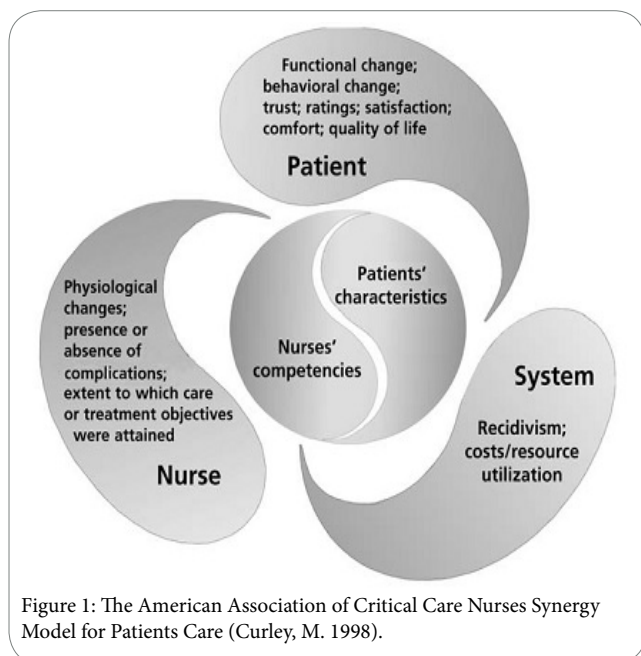 Functional change;
behavioral change;
trust; ratings; satisfaction;
comfort; quality of life
Patient
Physiological
changes;
presence or
absence of
complications;
extent to which care
or treatment objectives
were attained
Nurse
Patients'
characteristics
Nurses'
competencies
System
Recidivism;
costs/resource
utilization
Figure 1: The American Association of Critical Care Nurses Synergy
Model for Patients Care (Curley, M. 1998).